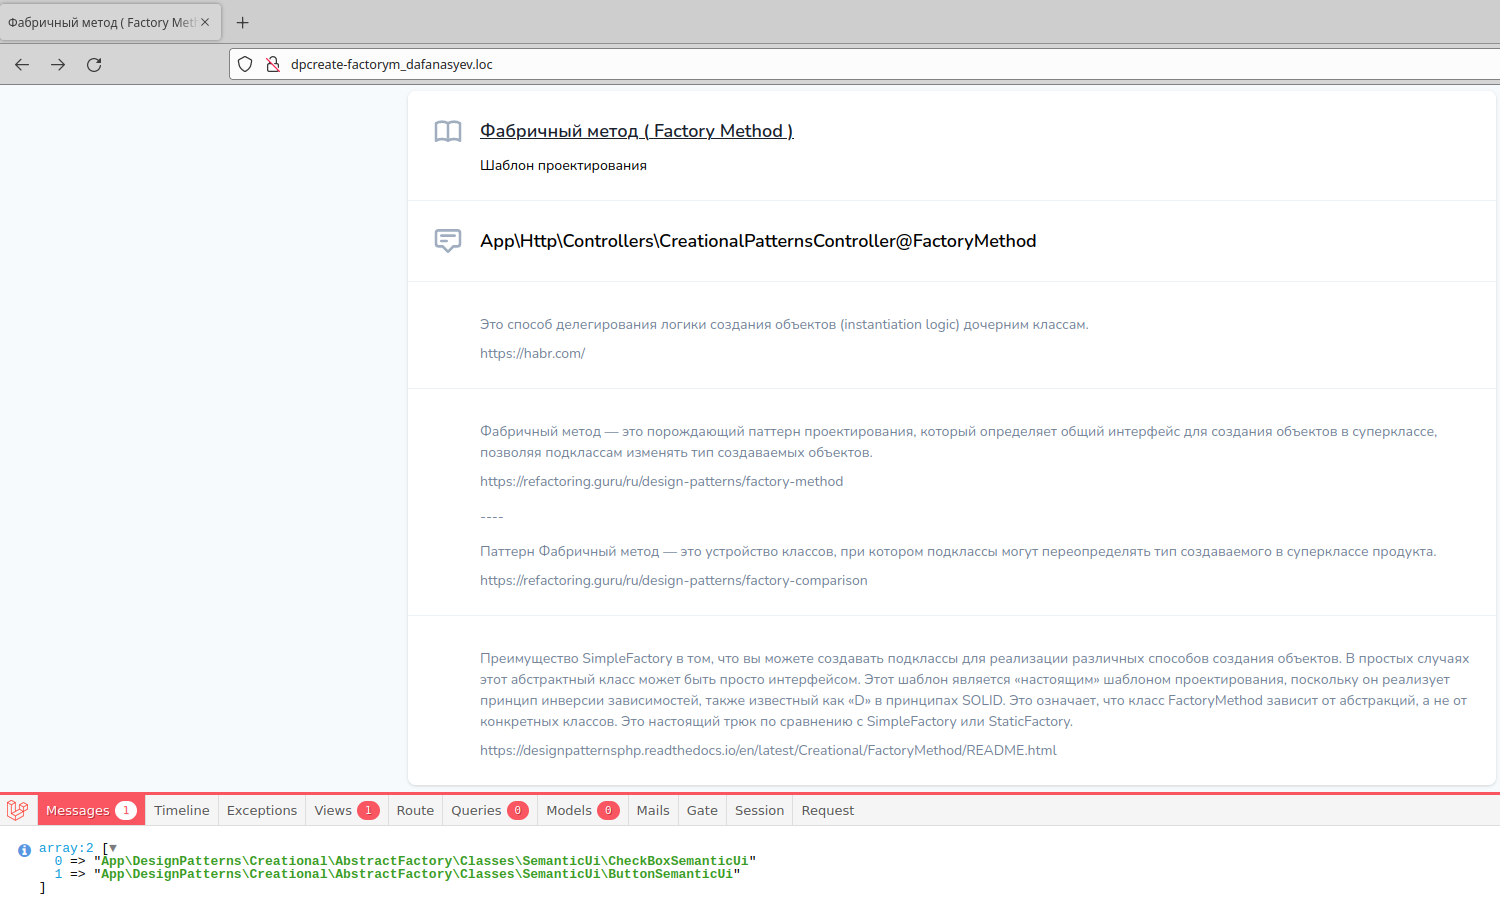 Фабричный метод ( Factory Met
dpcreate-factorym_dafanasyev.loc
Фабричный метод ( Factory Method )
Шаблон проектирования
App\Http\Controllers\CreationalPatternsController@FactoryMethod
Это способ делегирования логики создания объектов (instantiation logic) дочерним классам.
https://habr.com/
Фабричный метод — это порождающий паттерн проектирования, который определяет общий интерфейс для создания объектов в суперклассе,
позволяя подклассам изменять тип создаваемых объектов.
https://refactoring.guru/ru/design-patterns/factory-method
----
Паттерн Фабричный метод — это устройство классов, при котором подклассы могут переопределять тип создаваемого в суперклассе продукта.
https://refactoring.guru/ru/design-patterns/factory-comparison
Преимущество SimpleFactory в том, что вы можете создавать подклассы для реализации различных способов создания объектов. В простых случаях
этот абстрактный класс может быть просто интерфейсом. Этот шаблон является «настоящим» шаблоном проектирования, поскольку он реализует
принцип инверсии зависимостей, также известный как «D» в принципах SOLID. Это означает, что класс FactoryMethod зависит от абстракций, а не от
конкретных классов. Это настоящий трюк по сравнению с SimpleFactory или StaticFactory.
https://designpatternsphp.readthedocs.io/en/latest/Creational/FactoryMethod/README.html
Messages 1 Timeline Exceptions Views 1 Route Queries 0 Models 0 Mails Gate Session Request
array:2 [▼
0 => "App\DesignPatterns\Creational\AbstractFactory\Classes\SemanticUi\CheckBoxSemanticUi"
1 => "App\DesignPatterns\Creational\AbstractFactory\Classes\SemanticUi\ButtonSemanticUi"
]